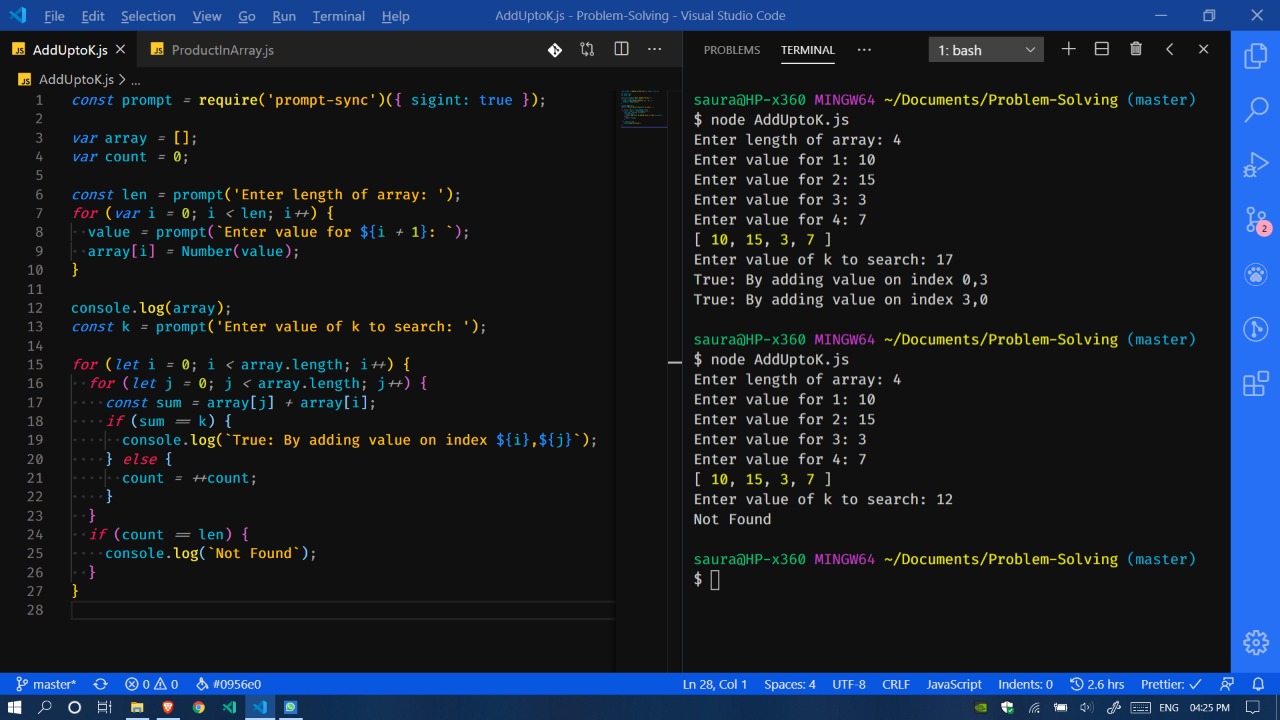 File Edit Selection View Go Run Terminal Help AddUptoK.js - Problem-Solving - Visual Studio Code
JS AddUptoK.js JS ProductInArray.js
JS AddUptoK.js > ...
1 const prompt = require('prompt-sync')({ sigint: true });
2
3 var array = [];
4 var count = 0;
5
6 const len = prompt('Enter length of array: ');
7 for (var i = 0; i < len; i++) {
8 value = prompt(`Enter value for ${i + 1}: `);
9 array[i] = Number(value);
10 }
11
12 console.log(array);
13 const k = prompt('Enter value of k to search: ');
14
15 for (let i = 0; i < array.length; i++) {
16 for (let j = 0; j < array.length; j++) {
17 const sum = array[j] + array[i];
18 if (sum == k) {
19 console.log(`True: By adding value on index ${i},${j}`);
20 } else {
21 count = ++count;
22 }
23 }
24 if (count == len) {
25 console.log(`Not Found`);
26 }
27 }
28
PROBLEMS TERMINAL ... 1: bash
saura@HP-x360 MINGW64 ~/Documents/Problem-Solving (master)
$ node AddUptoK.js
Enter length of array: 4
Enter value for 1: 10
Enter value for 2: 15
Enter value for 3: 3
Enter value for 4: 7
[ 10, 15, 3, 7 ]
Enter value of k to search: 17
True: By adding value on index 0,3
True: By adding value on index 3,0
saura@HP-x360 MINGW64 ~/Documents/Problem-Solving (master)
$ node AddUptoK.js
Enter length of array: 4
Enter value for 1: 10
Enter value for 2: 15
Enter value for 3: 3
Enter value for 4: 7
[ 10, 15, 3, 7 ]
Enter value of k to search: 12
Not Found
saura@HP-x360 MINGW64 ~/Documents/Problem-Solving (master)
$
2
master* 0 0 #0956e0 Ln 28, Col 1 Spaces: 4 UTF-8 CRLF JavaScript Indents: 0 2.6 hrs Prettier: ✓
ENG 04:25 PM